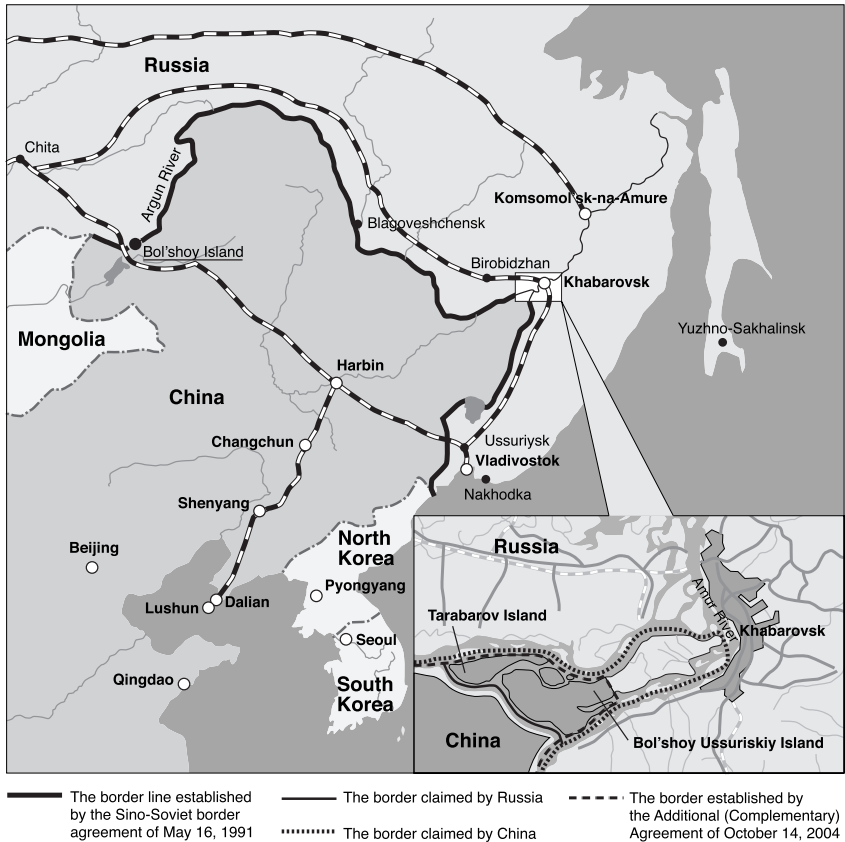 Russia
Chita
Argun River
Komsomol'sk-na-Amure
Blagoveshchensk
Bol'shoy Island
Birobidzhan
Khabarovsk
Yuzhno-Sakhalinsk
Mongolia
Harbin
China
Changchun
Ussuriysk
Vladivostok
Nakhodka
Shenyang
North
Korea
Beijing
Pyongyang
Lushun
Dalian
Seoul
Qingdao
South
Korea
Russia
Amur River
Tarabarov Island
Khabarovsk
China
Bol'shoy Ussuriskiy Island
The border line established
by the Sino-Soviet border
agreement of May 16, 1991
The border claimed by Russia
The border claimed by China
The border established by
the Additional (Complementary)
Agreement of October 14, 2004